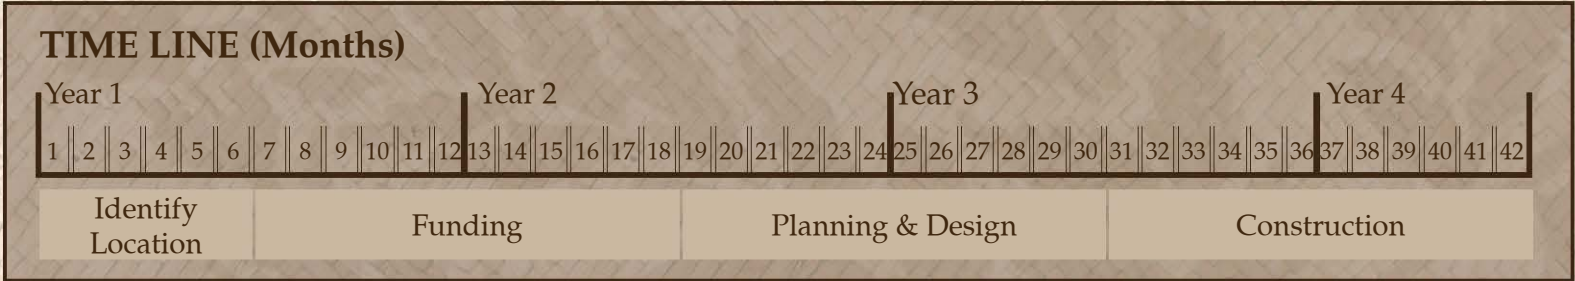 TIME LINE (Months)
Year 1 Year 2 Year 3 Year 4
1 2 3 4 5 6 7 8 9 10 11 12 13 14 15 16 17 18 19 20 21 22 23 24 25 26 27 28 29 30 31 32 33 34 35 36 37 38 39 40 41 42
Identify
Location
Funding
Planning & Design
Construction